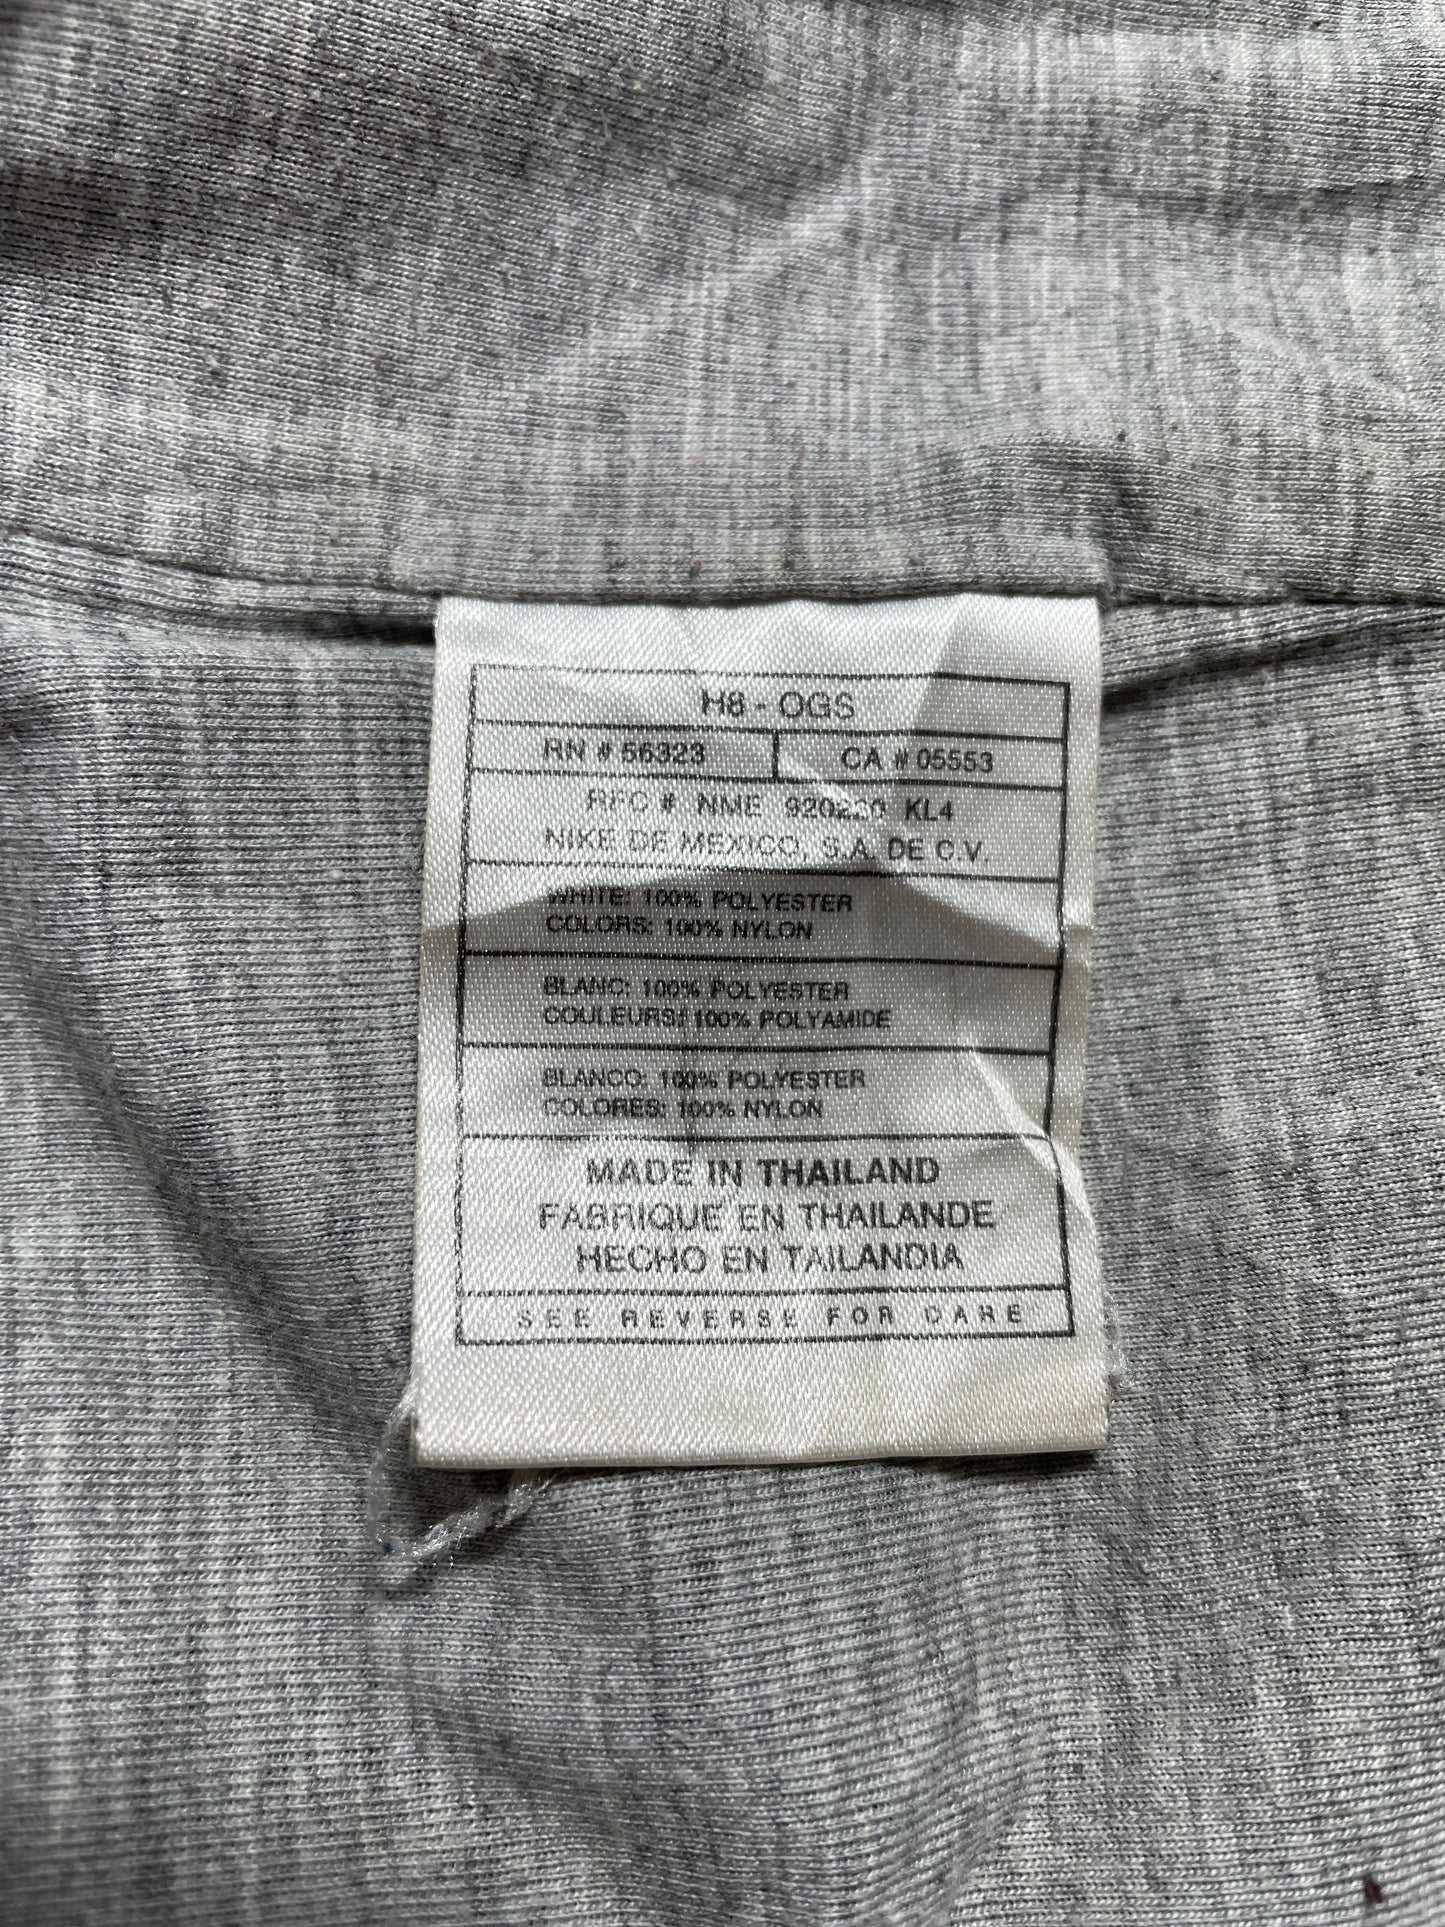 H8 - OGS
RN # 56323 CA # 05553
RFC # NME 920220 KL4
NIKE DE MEXICO, S.A. DE C.V.
WHITE: 100% POLYESTER
COLORS: 100% NYLON
BLANC: 100% POLYESTER
COULEURS: 100% POLYAMIDE
BLANCO: 100% POLYESTER
COLORES: 100% NYLON
MADE IN THAILAND
FABRIQUE EN THAILANDE
HECHO EN TAILANDIA
SEE REVERSE FOR CARE